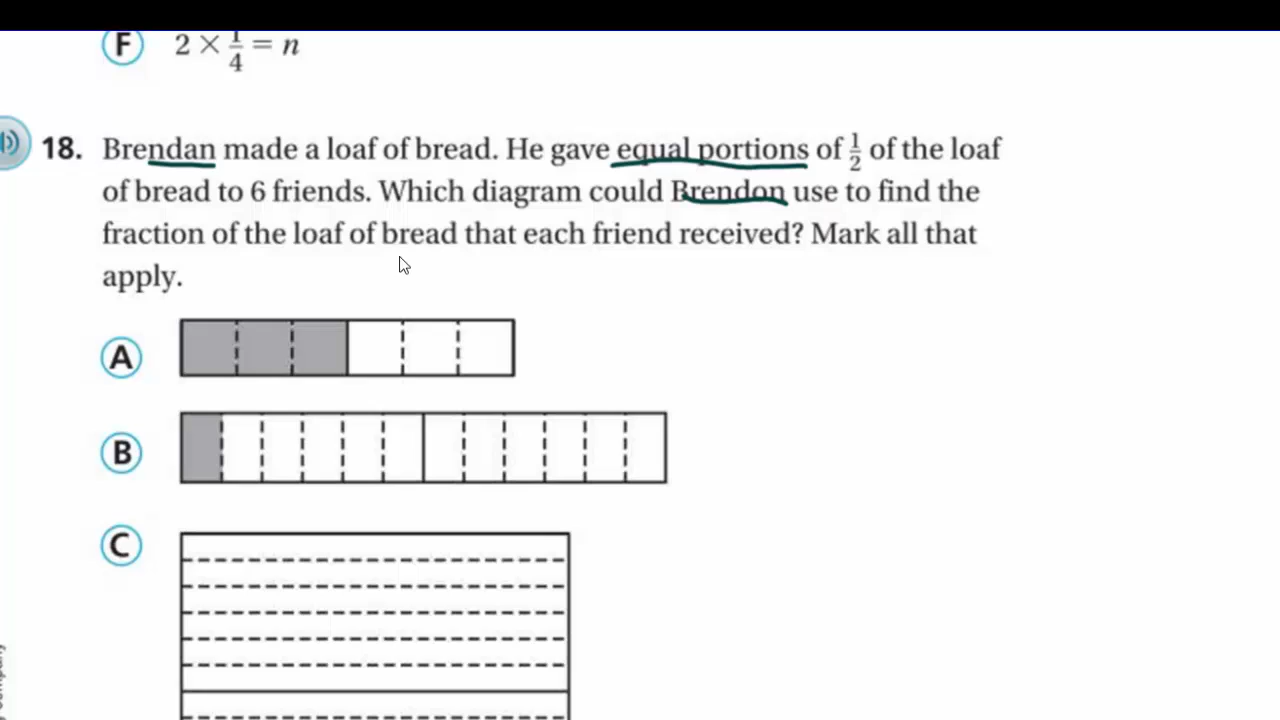 F 2 × 1/4 = n
18. Brendan made a loaf of bread. He gave equal portions of 1/2 of the loaf
of bread to 6 friends. Which diagram could Brendon use to find the
fraction of the loaf of bread that each friend received? Mark all that
apply.
A
B
C